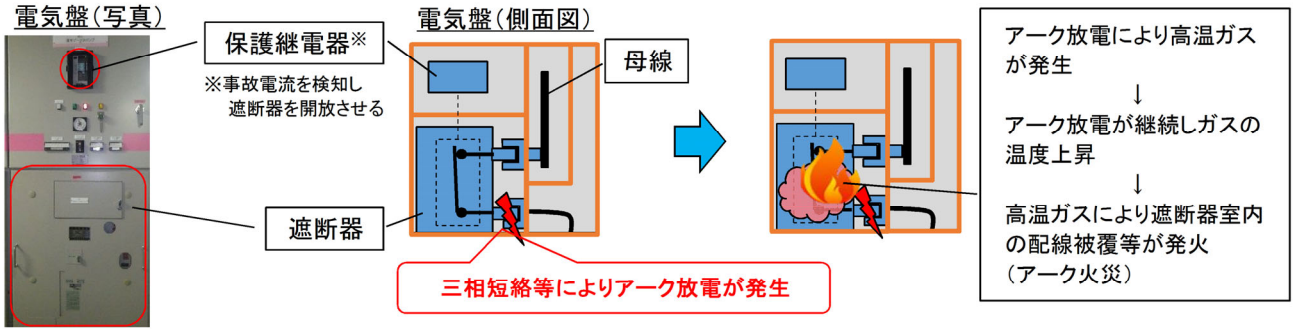 電気盤(写真)
保護継電器※
※事故電流を検知し
遮断器を開放させる
遮断器
電気盤(側面図)
母線
三相短絡等によりアーク放電が発生
アーク放電により高温ガス
が発生
↓
アーク放電が継続しガスの
温度上昇
↓
高温ガスにより遮断器室内
の配線被覆等が発火
(アーク火災)